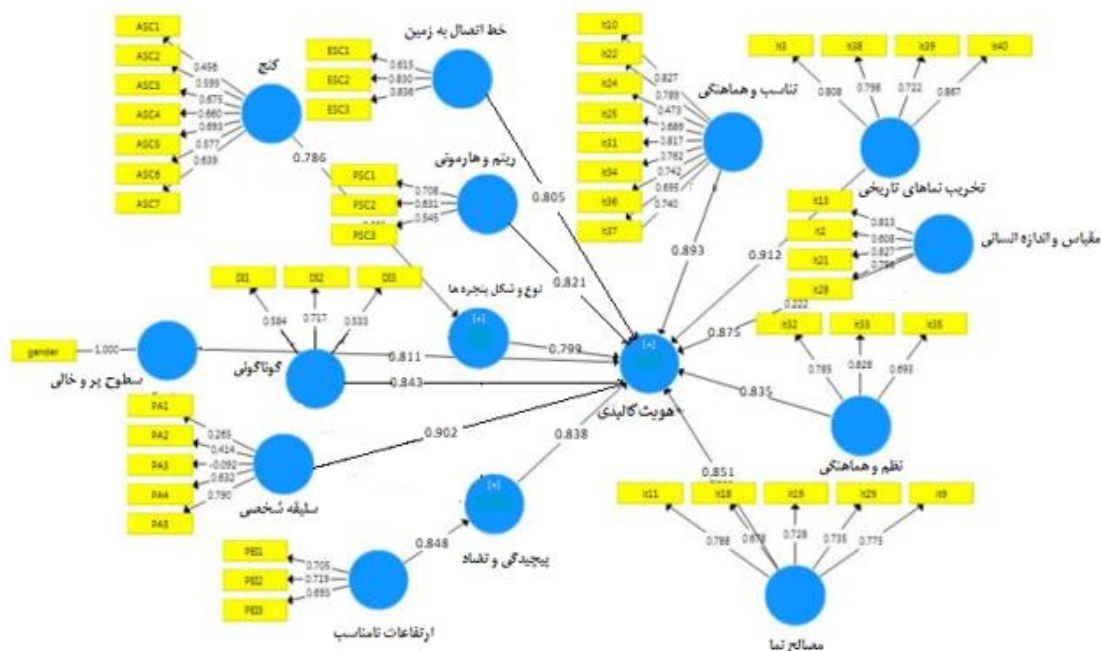 ASC1
ASC2
ASC3
ASC4
ASC5
ASC6
ASC7
0.599
0.675
0.660
0.693
0.577
0.639
کنج
0.786
ESC1
ESC2
ESC3
0.615
0.830
0.836
خط اتصال به زمین
0.805
PSC1
PSC2
PSC3
0.708
0.631
0.545
ریتم و هارمونی
0.821
it10
it22
it24
it25
it31
it34
it36
it37
0.827
0.789
0.473
0.689
0.817
0.762
0.742
0.695
0.740
تناسب و هماهنگی
0.893
it3
it38
it39
it40
0.808
0.798
0.722
0.867
تخریب نماهای تاریخی
0.912
it13
it2
it21
it28
0.813
0.608
0.827
مقیاس و اندازه انسانی
0.222
0.875
DI1
DI2
DI3
0.584
0.717
0.533
گوناگونی
0.843
نوع و شکل پنجره ها
[+]
0.799
gender
1.000
سطوح پر و خالی
0.811
[+]
هویت کالبدی
it32
it33
it35
0.785
0.828
0.693
نظم و هماهنگی
0.835
PA1
PA2
PA3
PA4
PA5
0.265
0.414
-0.092
0.632
0.790
سلیقه شخصی
0.902
[+]
پیچیدگی و تضاد
0.838
PEI1
PEI2
PEI3
0.705
0.719
0.695
ارتفاعات نامناسب
0.848
it11
it18
it19
it29
it9
0.786
0.678
0.728
0.735
0.775
مصالح نما
0.851